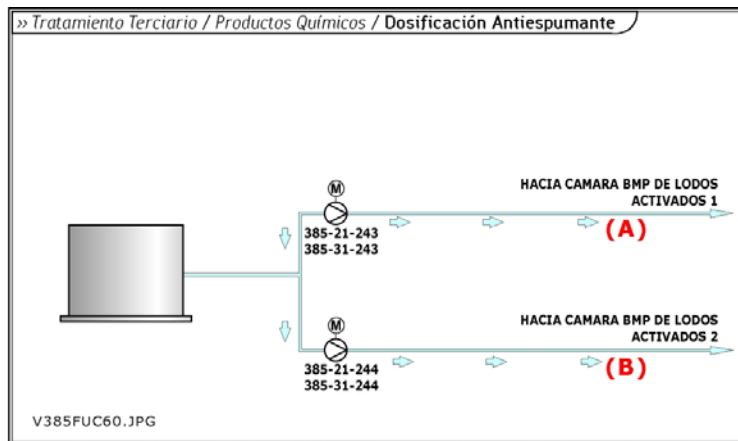 » Tratamiento Terciario / Productos Químicos / Dosificación Antiespumante
HACIA CAMARA BMP DE LODOS
ACTIVADOS 1
M
385-21-243
385-31-243
(A)
HACIA CAMARA BMP DE LODOS
ACTIVADOS 2
M
385-21-244
385-31-244
(B)
V385FUC60.JPG